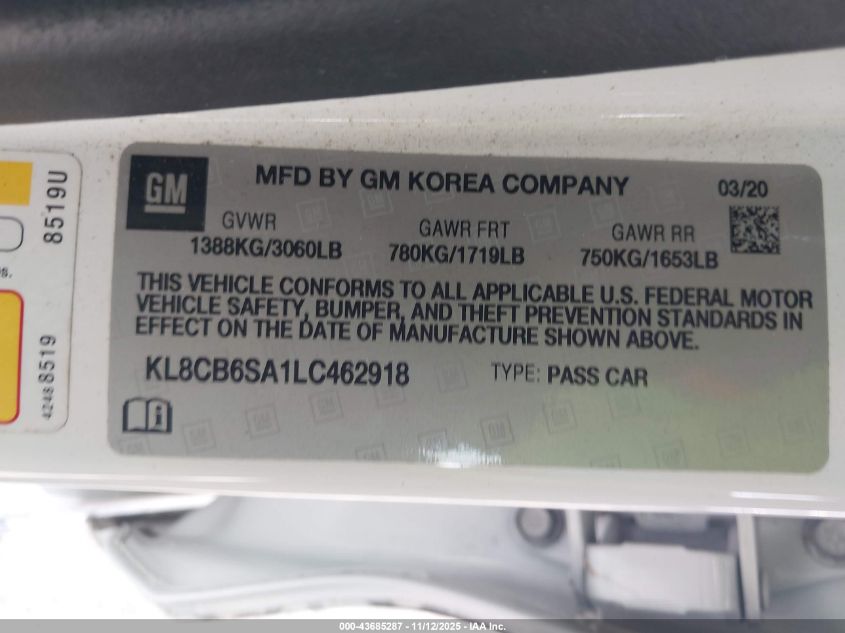 GM
MFD BY GM KOREA COMPANY
03/20
GVWR
1388KG/3060LB
GAWR FRT
780KG/1719LB
GAWR RR
750KG/1653LB
THIS VEHICLE CONFORMS TO ALL APPLICABLE U.S. FEDERAL MOTOR
VEHICLE SAFETY, BUMPER, AND THEFT PREVENTION STANDARDS IN
EFFECT ON THE DATE OF MANUFACTURE SHOWN ABOVE.
KL8CB6SA1LC462918
TYPE: PASS CAR
8519U
42488519
000-43685287 - 11/12/2025 - IAA Inc.